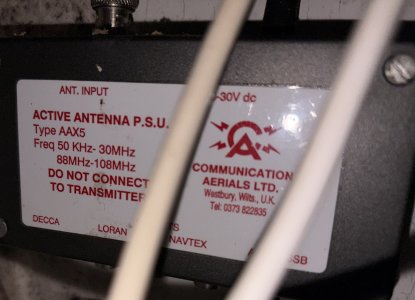 ANT. INPUT
-30V dc
ACTIVE ANTENNA P.S.U.
Type AAX5
Freq 50 KHz- 30MHz
88MHz-108MHz
DO NOT CONNECT
TO TRANSMITTER
CA
COMMUNICATION
AERIALS LTD.
Westbury, Wilts., U.K.
Tel: 0373 822835
DECCA
LORAN
NAVTEX
SSB